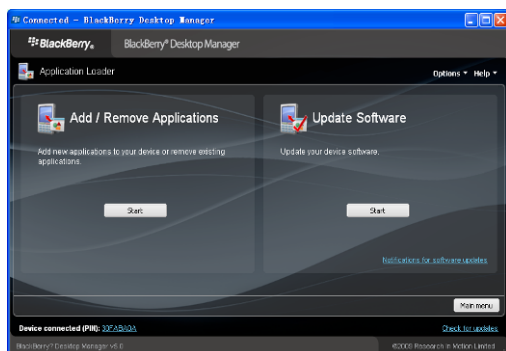 Connected - BlackBerry Desktop Manager
BlackBerry® BlackBerry® Desktop Manager
Application Loader Options Help
Add / Remove Applications
Add new applications to your device or remove existing
applications.
Start
Update Software
Update your device software.
Start
Notifications for software updates
Main menu
Device connected (PIN): Check for updates
BlackBerry? Desktop Manager v5.0 Research in Motion Limited